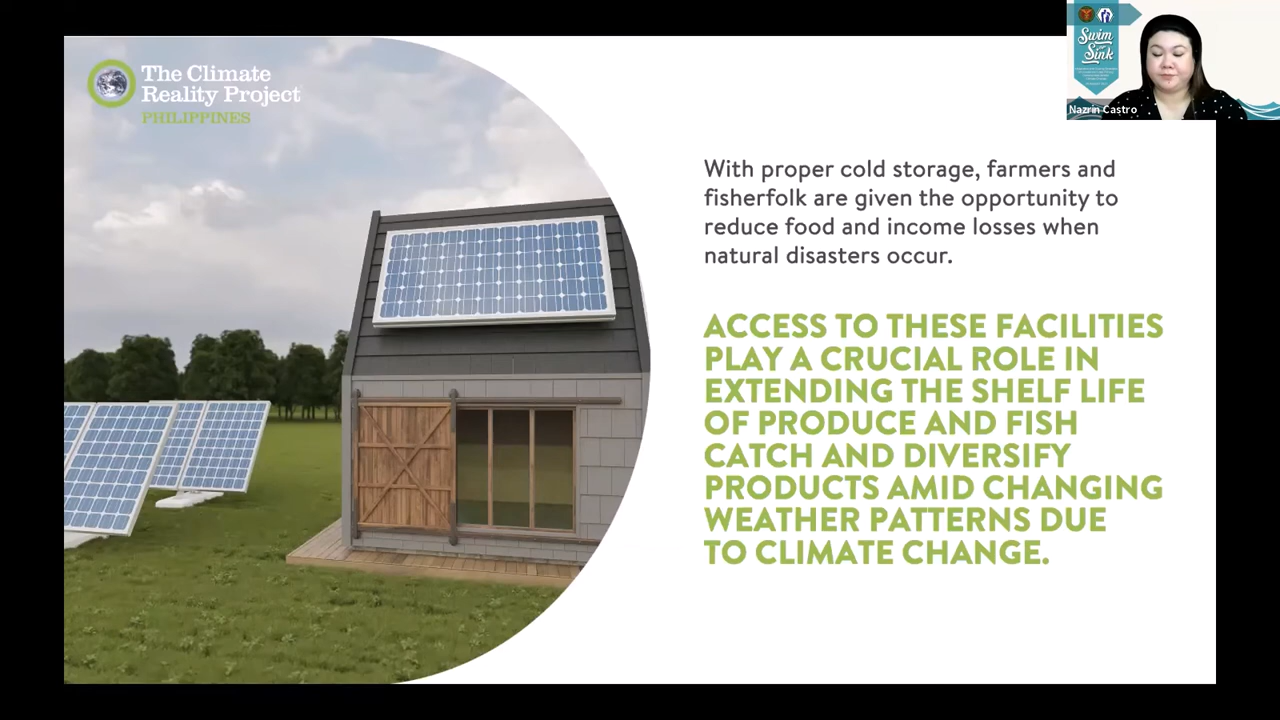 The Climate
Reality Project
PHILIPPINES
With proper cold storage, farmers and
fisherfolk are given the opportunity to
reduce food and income losses when
natural disasters occur.
ACCESS TO THESE FACILITIES
PLAY A CRUCIAL ROLE IN
EXTENDING THE SHELF LIFE
OF PRODUCE AND FISH
CATCH AND DIVERSIFY
PRODUCTS AMID CHANGING
WEATHER PATTERNS DUE
TO CLIMATE CHANGE.
Swim
Sink
Nazrin Castro